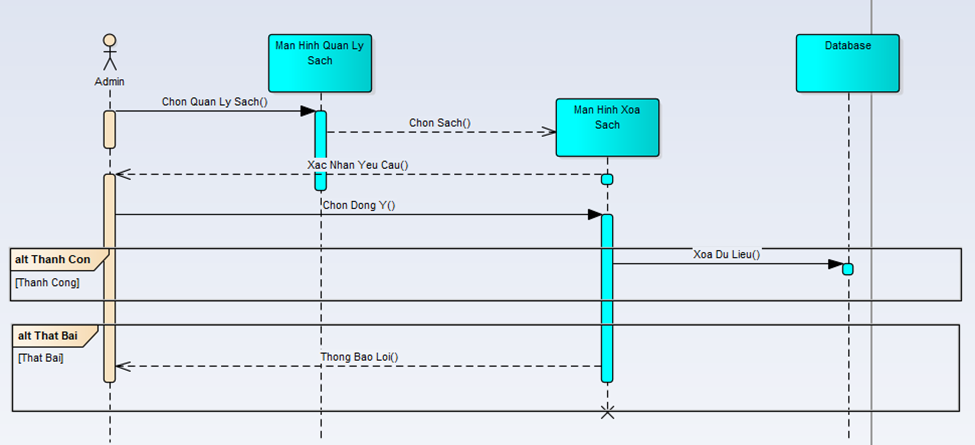 Man Hinh Quan Ly
Sach
Database
Admin
Chon Quan Ly Sach()
Man Hinh Xoa
Sach
Chon Sach()
Xac Nhan Yeu Cau()
Chon Dong Y()
alt Thanh Con
Xoa Du Lieu()
[Thanh Cong]
alt That Bai
[That Bai]
Thong Bao Loi()